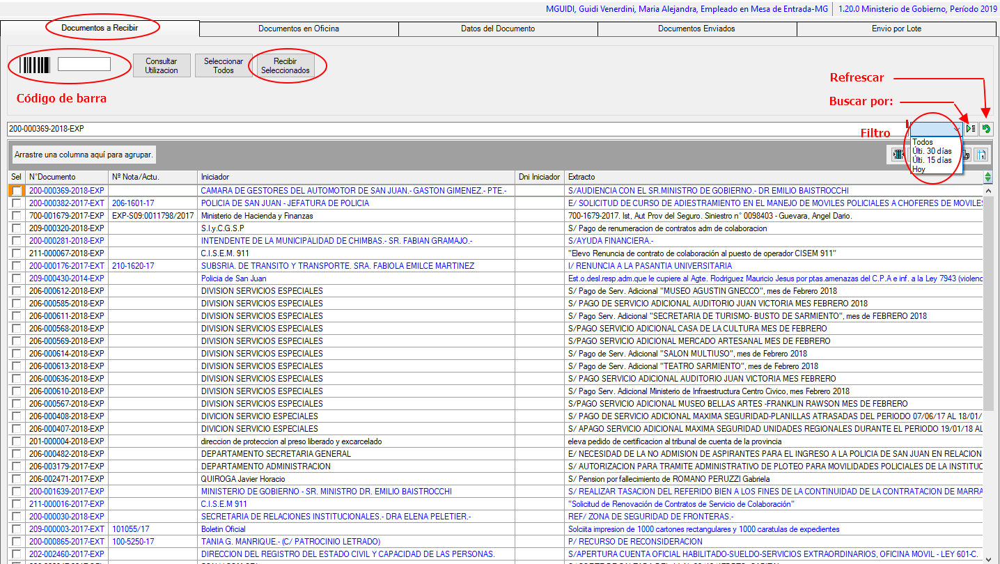 MGUIDI, Guidi Venerdini, Maria Alejandra, Empleado en Mesa de Entrada-MG 1.20.0 Ministerio de Gobierno, Período 2019
Documentos a Recibir Documentos en Oficina Datos del Documento Documentos Enviados Envio por Lote
Consultar Utilizacion Seleccionar Todos Recibir Seleccionados
Código de barra
Refrescar
Buscar por:
Filtro
200-000369-2018-EXP
Todos
Últi. 30 días
Últi. 15 días
Hoy
Arrastre una columna aquí para agrupar.
Sel N°Documento Nº Nota/Actu. Iniciador Dni Iniciador Extracto
200-000369-2018-EXP CAMARA DE GESTORES DEL AUTOMOTOR DE SAN JUAN.- GASTON GIMENEZ.- PTE.- S/AUDIENCIA CON EL SR.MINISTRO DE GOBIERNO.- DR EMILIO BAISTROCCHI
200-000382-2017-EXT 206-1601-17 POLICIA DE SAN JUAN - JEFATURA DE POLICIA E/ SOLICITUD DE CURSO DE ADIESTRAMIENTO EN EL MANEJO DE MOVILES POLICIALES A CHOFERES DE MOVILES
700-001679-2017-EXP EXP-S09:0011798/2017 Ministerio de Hacienda y Finanzas 700-1679-2017. Ist, Aut Prov del Seguro. Siniestro n° 0098403 - Guevara, Angel Dario.
209-000320-2018-EXP S.I.y.C.G.S.P S/ Pago de renumeracion de contratos adm de colaboracion
200-000281-2018-EXP INTENDENTE DE LA MUNICIPALIDAD DE CHIMBAS.- SR. FABIAN GRAMAJO.- S/AYUDA FINANCIERA.-
211-000067-2018-EXP C.I.S.E.M. 911 "Elevo Renuncia de contrato de colaboración al puesto de operador CISEM 911"
200-000176-2017-EXT 210-1620-17 SUBSRIA. DE TRANSITO Y TRANSPORTE. SRA. FABIOLA EMILCE MARTINEZ I/ RENUNCIA A LA PASANTIA UNIVERSITARIA
209-000430-2014-EXP Policia de San Juan Est.o.desl.resp.adm.que le cupiere al Agte. Rodriguez Mauricio Jesus por ptas.amenazas del C.P.A e inf. a la Ley 7943 (violenc
206-000612-2018-EXP DIVISION SERVICIOS ESPECIALES S/ Pago de Serv. Adicional "MUSEO AGUSTIN GNECCO", mes de Febrero 2018
206-000585-2018-EXP DIVISION SERVICIOS ESPECIALES S/ PAGO DE SERVICIO ADICIONAL AUDITORIO JUAN VICTORIA MES FEBRERO 2018
206-000611-2018-EXP DIVISION SERVICIOS ESPECIALES S/ Pago Serv. Adicional "SECRETARIA DE TURISMO- BUSTO DE SARMIENTO", mes de FEBRERO 2018
206-000568-2018-EXP DIVISION SERVICIOS ESPECIALES S/PAGO SERVICIO ADICIONAL CASA DE LA CULTURA MES DE FEBRERO
206-000569-2018-EXP DIVISION SERVICIOS ESPECIALES S/PAGO SERVICIO ADICIONAL MERCADO ARTESANAL MES DE FEBRERO
206-000614-2018-EXP DIVISION SERVICIOS ESPECIALES S/ Pago de Serv. Adicional "SALON MULTIUSO", mes de Febrero 2018
206-000613-2018-EXP DIVISION SERVICIOS ESPECIALES S/ Pago de Serv. Adicional "TEATRO SARMIENTO", mes de Febrero 2018
206-000636-2018-EXP DIVISION SERVICIOS ESPECIALES S/ PAGO SERVICIO ADICIONAL AUDITORIO JUAN VICTORIA MES FEBRERO
206-000610-2018-EXP DIVISION SERVICIOS ESPECIALES S/ Pago Serv. Adicional Ministerio de Infraestructura Centro Civico, mes Febrero 2018
206-000567-2018-EXP DIVISION SERVICIOS ESPECIALES S/PAGO SERVICIO ADICIONAL MUSEO BELLAS ARTES -FRANKLIN RAWSON MES DE FEBRERO
206-000408-2018-EXP DIVICION SERVICIO ESPECIALES S/ PAGO DE SERVICIO ADICIONAL MAXIMA SEGURIDAD-PLANILLAS ATRASADAS DEL PERIODO 07/06/17 AL 18/01/
206-000407-2018-EXP DIVICION SERVICIO ESPECIALES S/ APAGO SERVICIO ADICIONAL MAXIMA SEGURIDAD UNIDADES REGIONALES DURANTE EL PERIODO 19/01/18 AL
201-000004-2018-EXP direccion de proteccion al preso liberado y excarcelado eleva pedido de certificacion al tribunal de cuenta de la provincia
206-000482-2018-EXP DEPARTAMENTO SECRETARIA GENERAL E/ NECESIDAD DE LA NO ADMISION DE ASPIRANTES PARA EL INGRESO A LA POLICIA DE SAN JUAN EN RELACION
206-003179-2017-EXP DEPARTAMENTO ADMINISTRACION S/ AUTORIZACION PARA TRAMITE ADMINISTRATIVO DE PLOTEO PARA MOVILIDADES POLICIALES DE LA INSTITUC
206-002471-2017-EXP QUIROGA Javier Horacio S/ Pension por fallecimiento de ROMANO PERUZZI Gabriela
200-001639-2017-EXP MINISTERIO DE GOBIERNO - SR. MINISTRO DR. EMILIO BAISTROCCHI S/ REALIZAR TASACION DEL REFERIDO BIEN A LOS FINES DE LA CONTINUIDAD DE LA CONTRATACION DE MARRA
211-000016-2017-EXP C.I.S.E.M 911 "Solicitud de Renovación de Contratos de Servicio de Colaboración"
200-000030-2018-EXP SECRETARIA DE RELACIONES INSTITUCIONALES.- DRA ELENA PELETIER.- REF/ ZONA DE SEGURIDAD DE FRONTERAS.-
209-000003-2017-EXT 101055/17 Boletin Oficial Solciita impresion de 1000 cartones rectangulares y 1000 caratulas de expedientes
200-000865-2017-EXT 100-5250-17 TANIA G. MANRIQUE.- (C/ PATROCINIO LETRADO) P/ RECURSO DE RECONSIDERACION
202-002460-2017-EXP DIRECCION DEL REGISTRO DEL ESTADO CIVIL Y CAPACIDAD DE LAS PERSONAS. S/APERTURA CUENTA OFICIAL HABILITADO-SUELDO-SERVICIOS EXTRAORDINARIOS, OFICINA MOVIL - LEY 601-C.